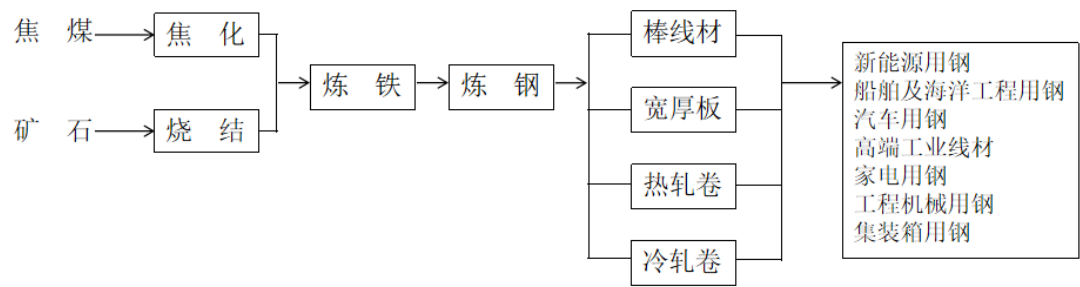 焦 煤
焦 化
矿 石
烧 结
炼 铁
炼 钢
棒线材
宽厚板
热轧卷
冷轧卷
新能源用钢
船舶及海洋工程用钢
汽车用钢
高端工业线材
家电用钢
工程机械用钢
集装箱用钢